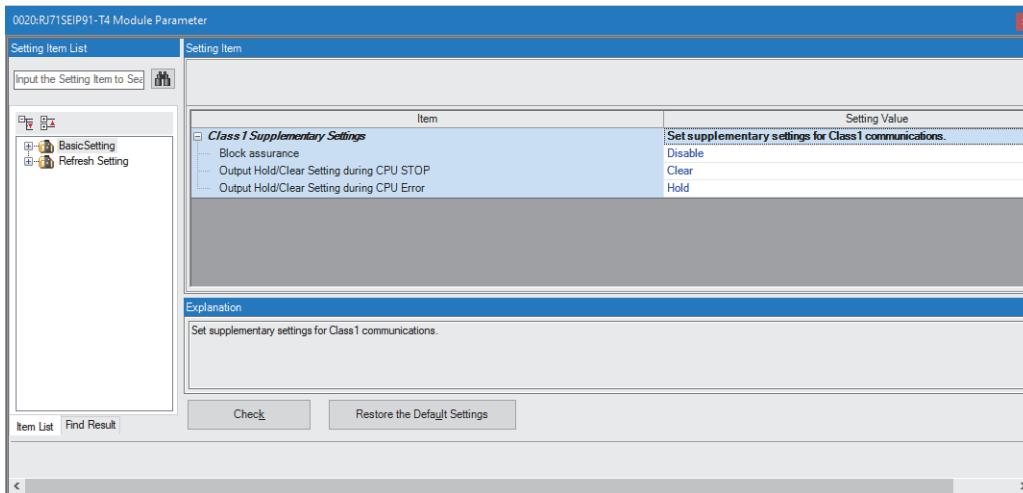 0020:RJ71SEIP91-T4 Module Parameter
Setting Item List
Setting Item
Input the Setting Item to Sea
Item
Setting Value
Class1 Supplementary Settings
Set supplementary settings for Class1 communications.
Block assurance
Disable
Output Hold/Clear Setting during CPU STOP
Clear
Output Hold/Clear Setting during CPU Error
Hold
BasicSetting
Refresh Setting
Explanation
Set supplementary settings for Class1 communications.
Check
Restore the Default Settings
Item List
Find Result